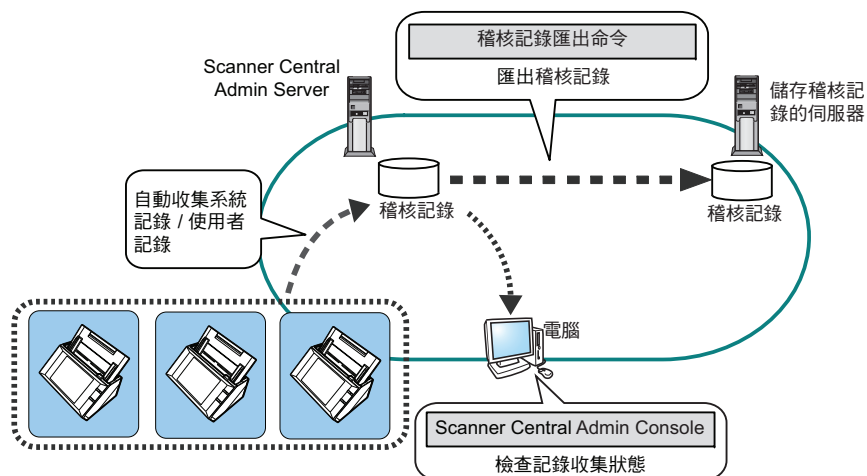 稽核記錄匯出命令
匯出稽核記錄
Scanner Central
Admin Server
儲存稽核記
錄的伺服器
自動收集系統
記錄 / 使用者
記錄
稽核記錄
稽核記錄
電腦
Scanner Central Admin Console
檢查記錄收集狀態